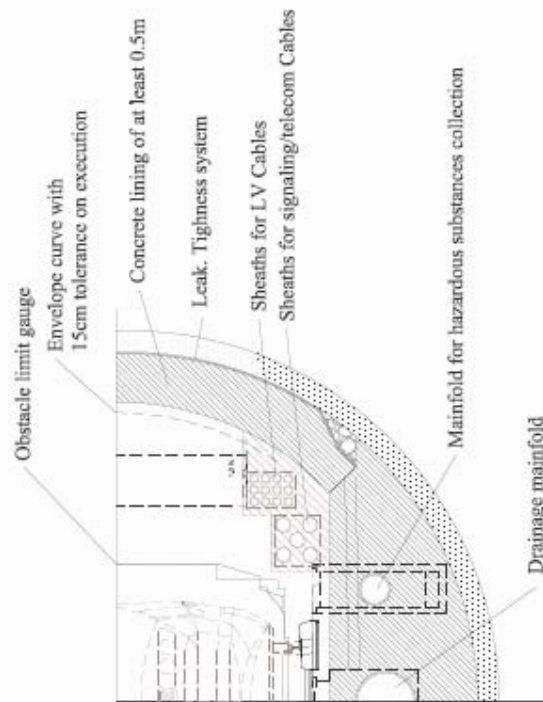 Obstacle limit gauge
Envelope curve with
15cm tolerance on execution
Concrete lining of at least 0.5m
Leak. Tighness system
Sheaths for LV Cables
Sheaths for signaling/telecom Cables
Mainfold for hazardous substances collection
Drainage mainfold